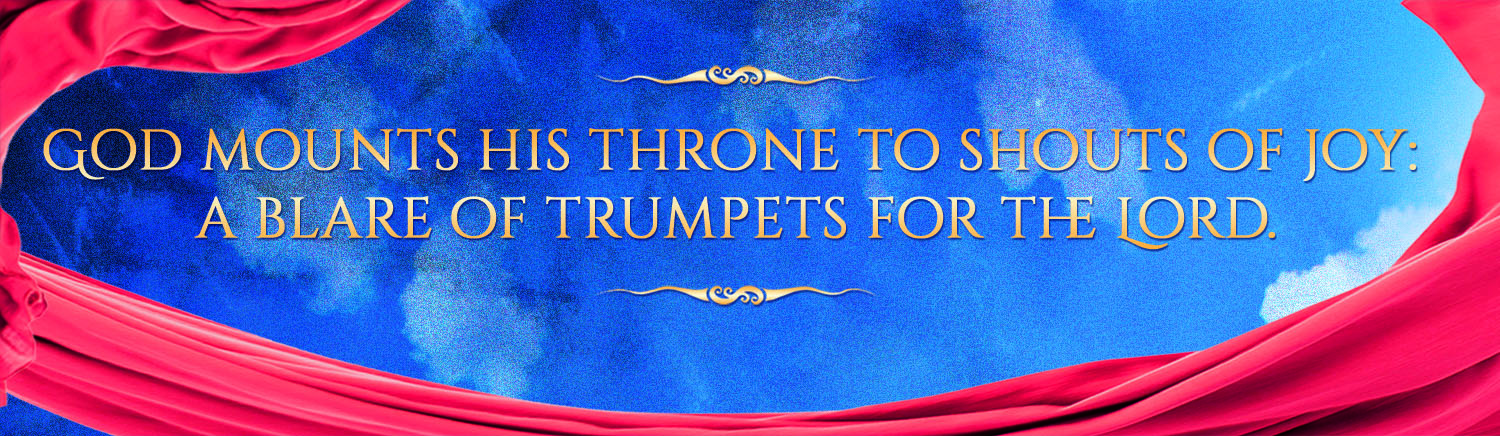 God mounts his throne to shouts of joy:
a blare of trumpets for the Lord.